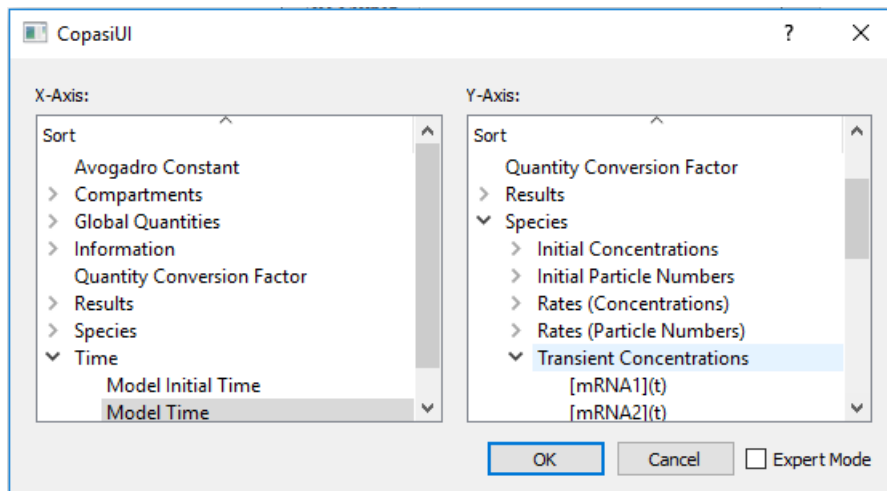 CopasiUI
?
X-Axis:
Sort
Avogadro Constant
Compartments
Global Quantities
Information
Quantity Conversion Factor
Results
Species
Time
Model Initial Time
Model Time
Y-Axis:
Sort
Quantity Conversion Factor
Results
Species
Initial Concentrations
Initial Particle Numbers
Rates (Concentrations)
Rates (Particle Numbers)
Transient Concentrations
[mRNA1](t)
[mRNA2](t)
OK
Cancel
Expert Mode